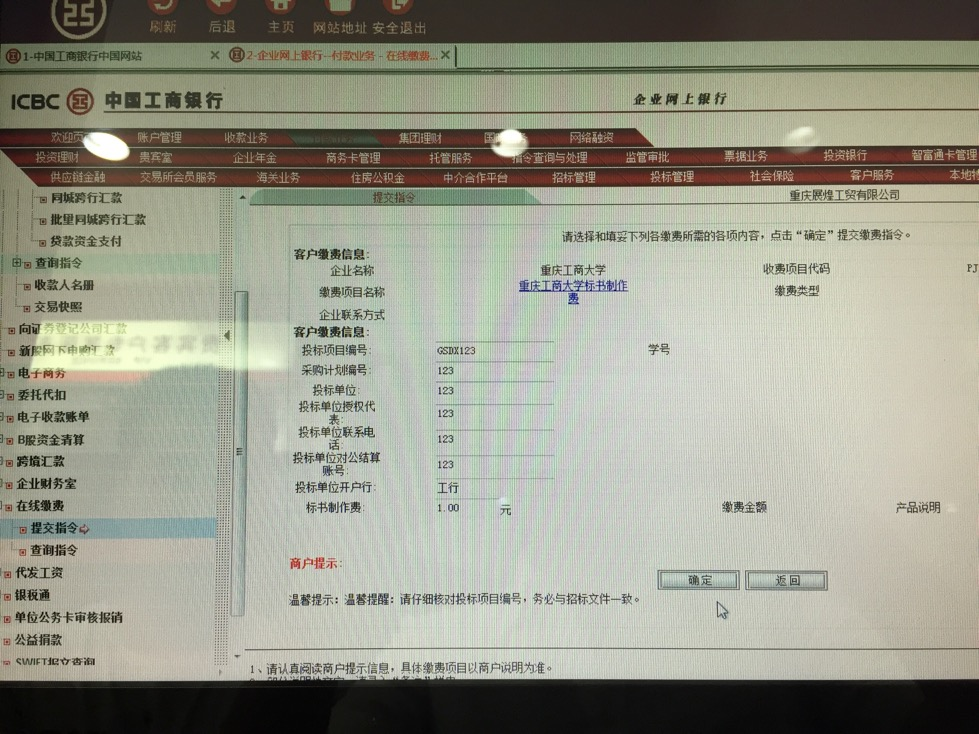 刷新 后退 主页 网站地址 安全退出
1-中国工商银行中国网站 × 2-企业网上银行--付款业务 - 在线缴费... ×
ICBC 中国工商银行 企业网上银行
欢迎页 账户管理 收款业务 集团理财 国 务 网络融资
投资理财 贵宾室 企业年金 商务卡管理 托管服务 指令查询与处理 监管审批 票据业务 投资银行 智富通卡管理
供应链金融 交易所会员服务 海关业务 住房公积金 中介合作平台 招标管理 投标管理 社会保险 客户服务 本地特
同城跨行汇款
提交指令
重庆展煌工贸有限公司
批量同城跨行汇款
贷款资金支付
查询指令
收款人名册
交易快照
向证券登记公司汇款
新股网下申购汇款
电子商务
委托代扣
电子收款账单
B股资金清算
跨境汇款
企业财务室
在线缴费
提交指令
查询指令
代发工资
银税通
单位公务卡审核报销
公益捐款
SWIFT报文查询
请选择和填妥下列各缴费所需的各项内容，点击“确定”提交缴费指令。
客户缴费信息:
企业名称 重庆工商大学 收费项目代码 PJ
缴费项目名称 重庆工商大学标书制作费 缴费类型
企业联系方式
客户缴费信息:
投标项目编号: GSDX123 学号
采购计划编号: 123
投标单位: 123
投标单位授权代表: 123
投标单位联系电话: 123
投标单位对公结算账号: 123
投标单位开户行: 工行
标书制作费: 1.00 元 缴费金额 产品说明
商户提示:
确定 返回
温馨提示：温馨提醒：请仔细核对投标项目编号，务必与招标文件一致。
1、请认真阅读商户提示信息，具体缴费项目以商户说明为准。